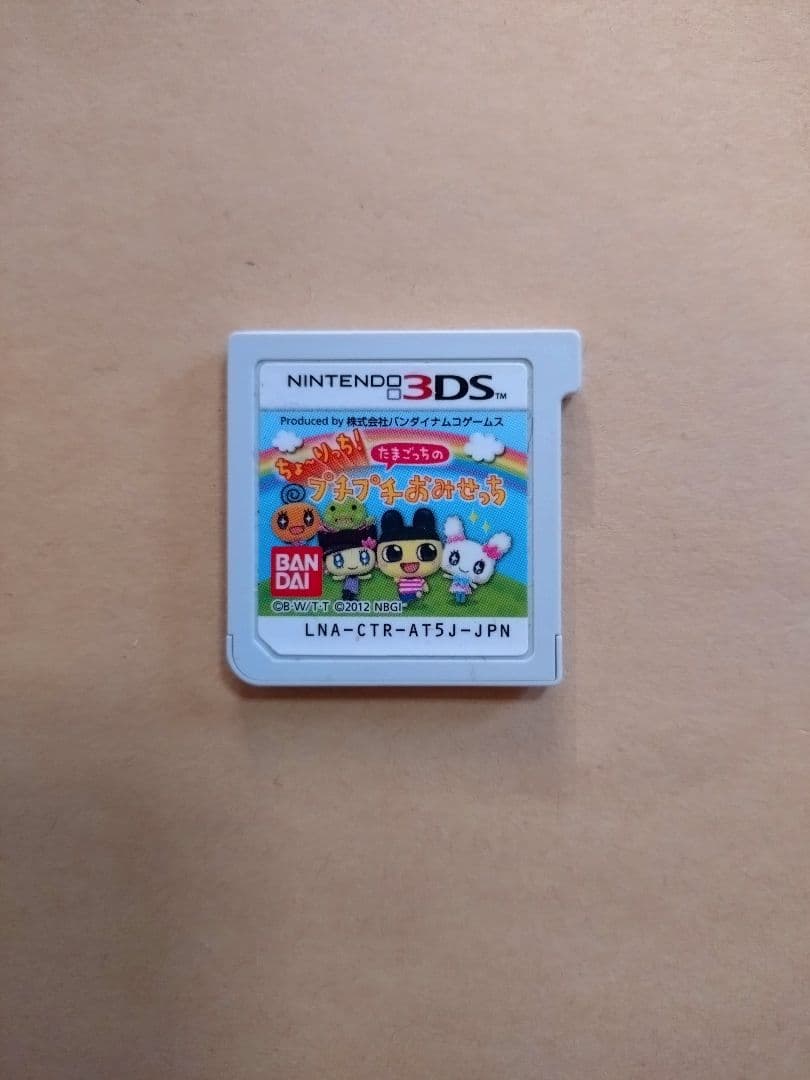 NINTENDO 3DS™
Produced by 株式会社バンダイナムコゲームス
ちょ〜りっち!
たまごっちの
プチプチおみせっち
BAN
DAI
©B・W/T・T ©2012 NBGI
LNA-CTR-AT5J-JPN